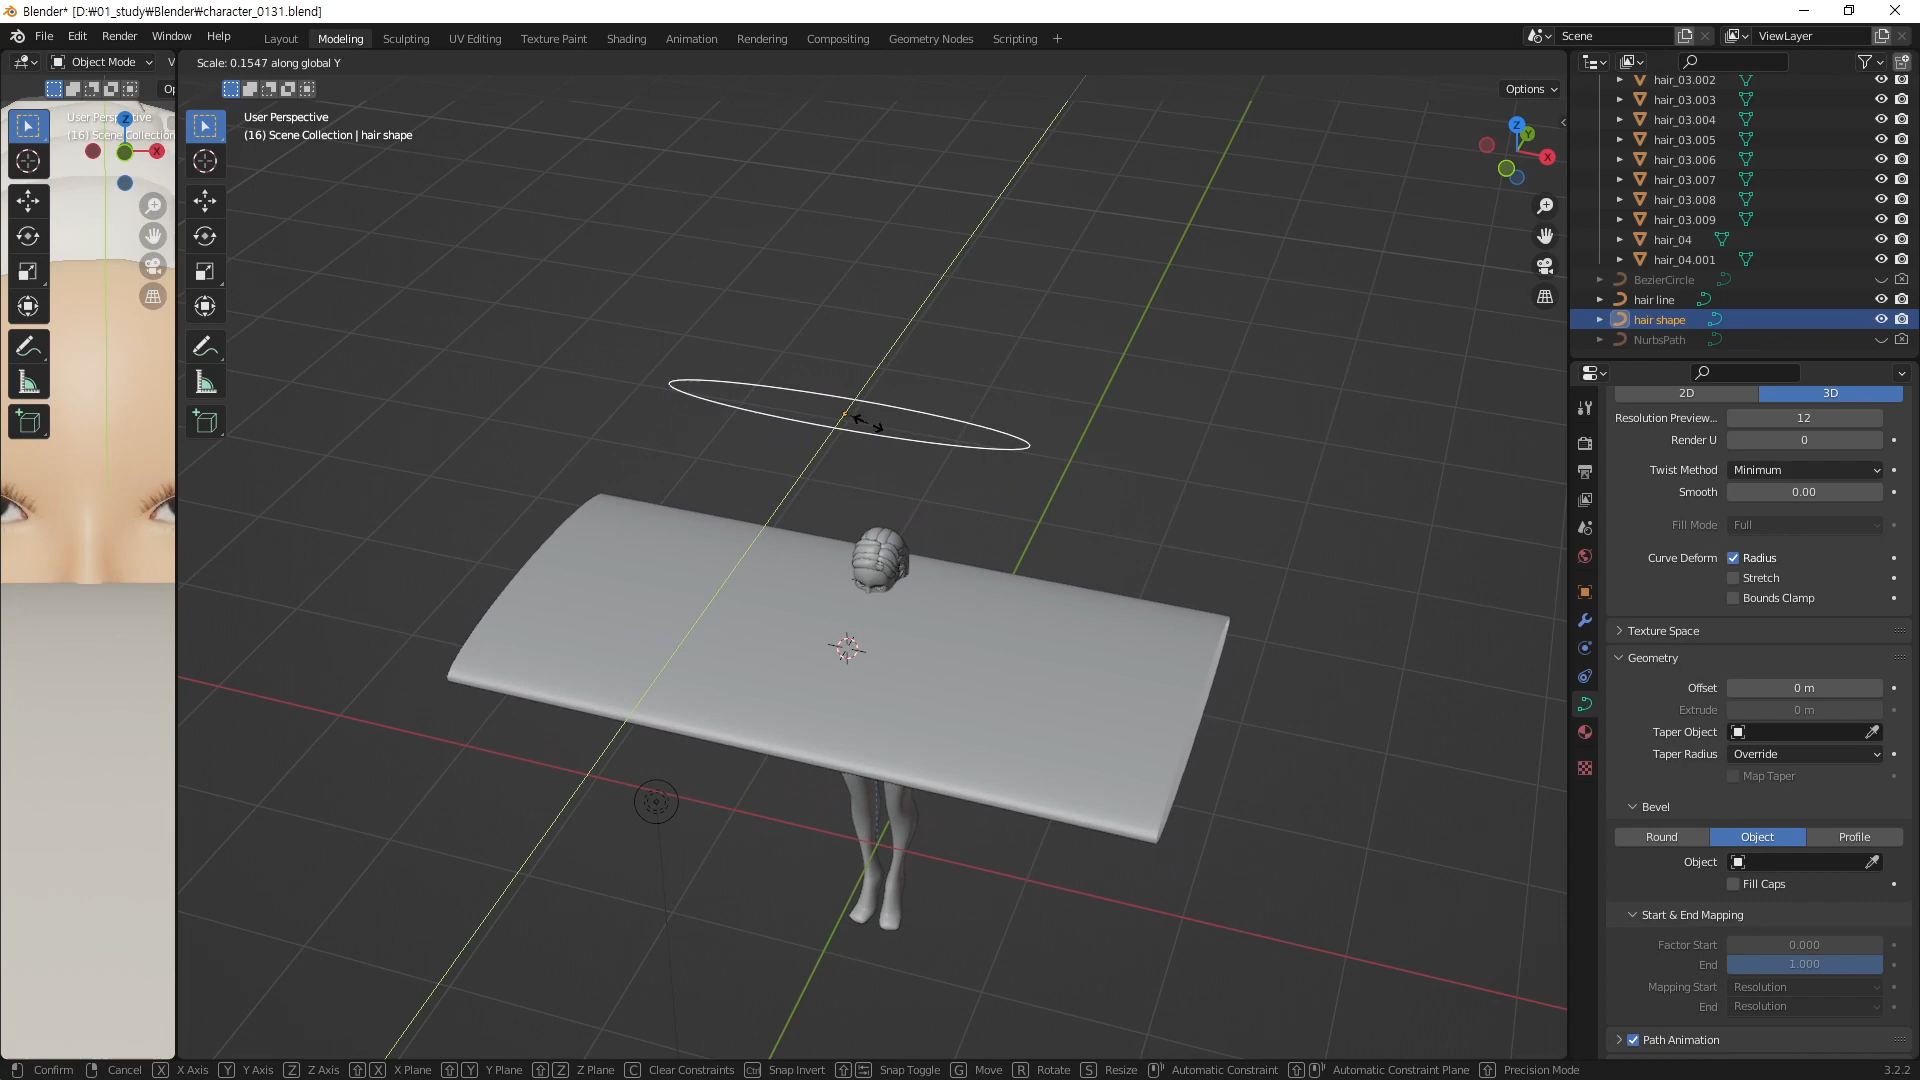 Blender* [D:₩01_study₩Blender₩character_0131.blend]
File Edit Render Window Help
Layout Modeling Sculpting UV Editing Texture Paint Shading Animation Rendering Compositing Geometry Nodes Scripting +
Scene
ViewLayer
Object Mode V
Scale: 0.1547 along global Y
Op
Options
User Perspective
(16) Scene Collection
User Perspective
(16) Scene Collection | hair shape
Z
X
Z
Y
X
hair_03.002
hair_03.003
hair_03.004
hair_03.005
hair_03.006
hair_03.007
hair_03.008
hair_03.009
hair_04
hair_04.001
BezierCircle
hair line
hair shape
NurbsPath
2D 3D
Resolution Preview... 12
Render U 0
Twist Method Minimum
Smooth 0.00
Fill Mode Full
Curve Deform Radius
Stretch
Bounds Clamp
Texture Space
Geometry
Offset 0 m
Extrude 0 m
Taper Object
Taper Radius Override
Map Taper
Bevel
Round Object Profile
Object
Fill Caps
Start & End Mapping
Factor Start 0.000
End 1.000
Mapping Start Resolution
End Resolution
Path Animation
Confirm Cancel X X Axis Y Y Axis Z Z Axis X X Plane Y Y Plane Z Z Plane C Clear Constraints Ctrl Snap Invert Snap Toggle G Move R Rotate S Resize Automatic Constraint Automatic Constraint Plane Precision Mode 3.2.2